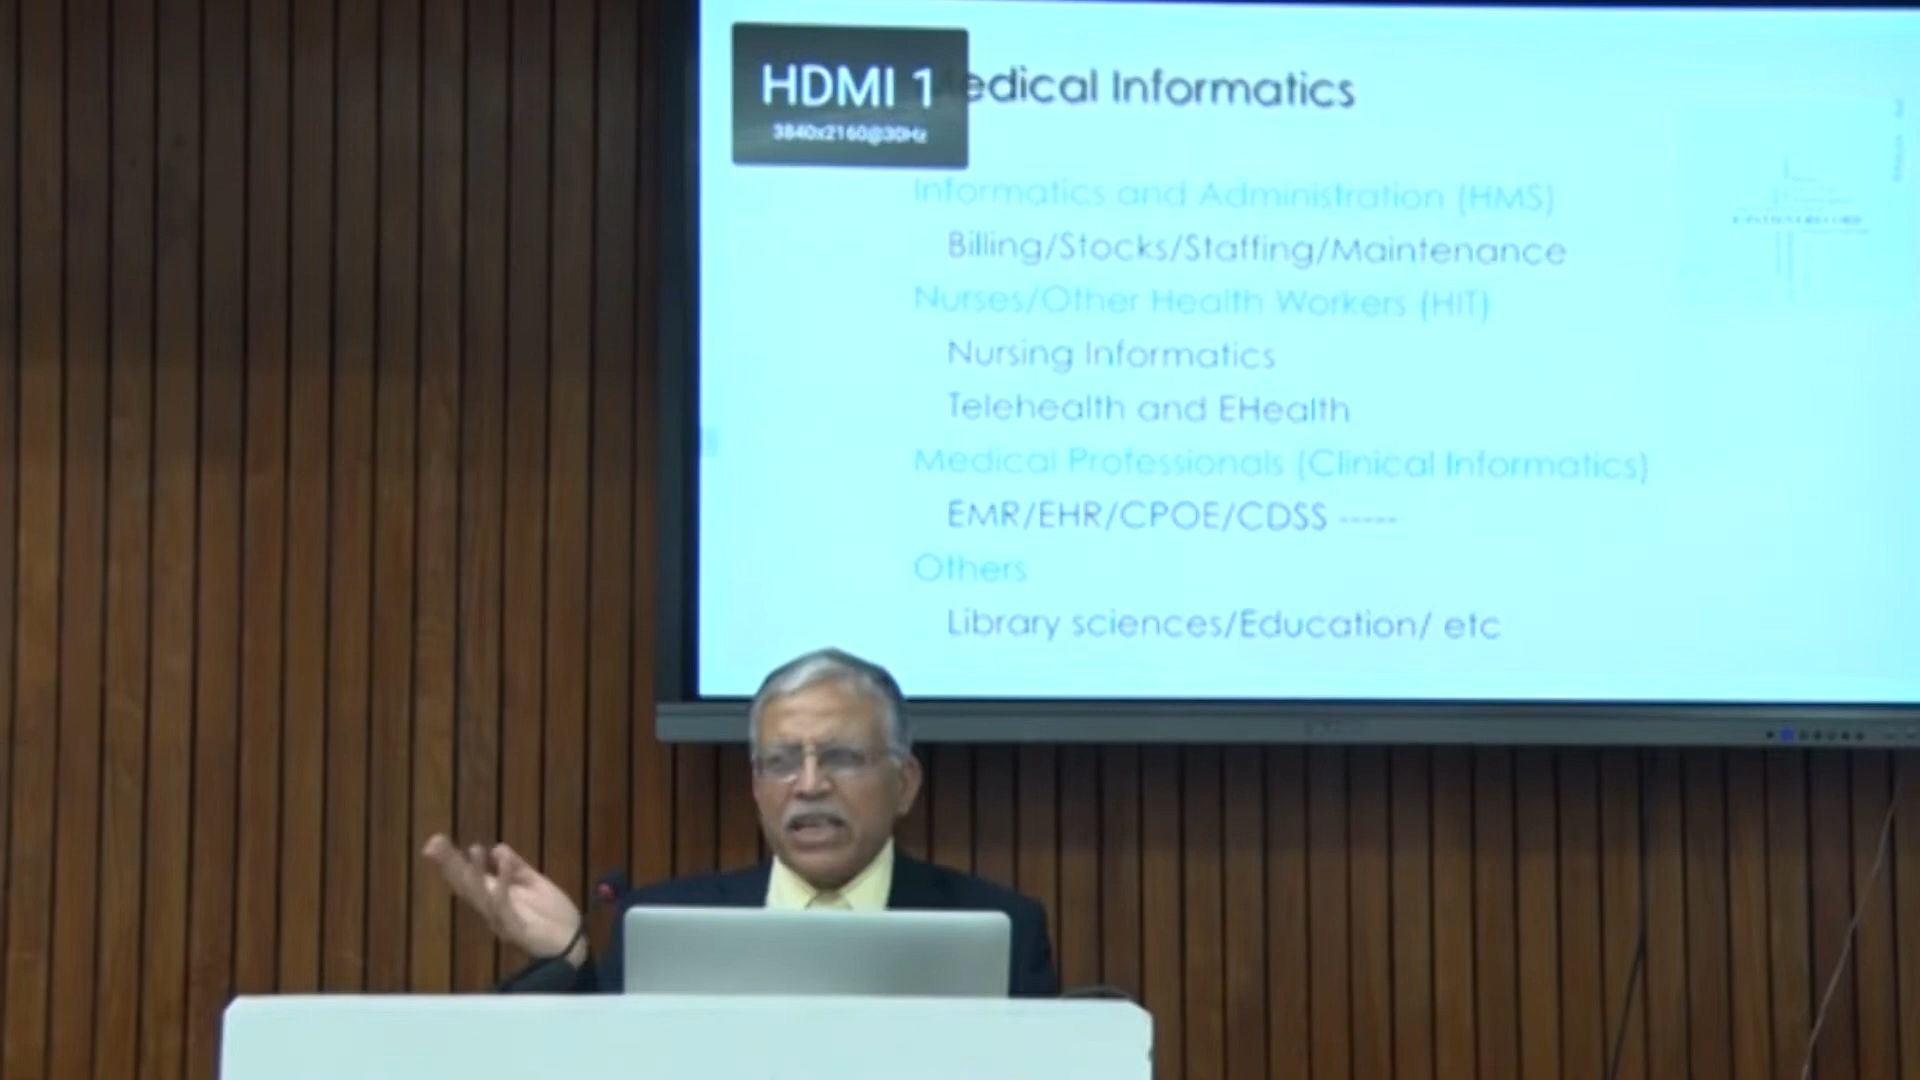 HDMI 1
3840x2160@30Hz
edical Informatics
Informatics and Administration (HMS)
Billing/Stocks/Staffing/Maintenance
Nurses/Other Health Workers (HIT)
Nursing Informatics
Telehealth and EHealth
Medical Professionals (Clinical Informatics)
EMR/EHR/CPOE/CDSS -----
Others
Library sciences/Education/ etc